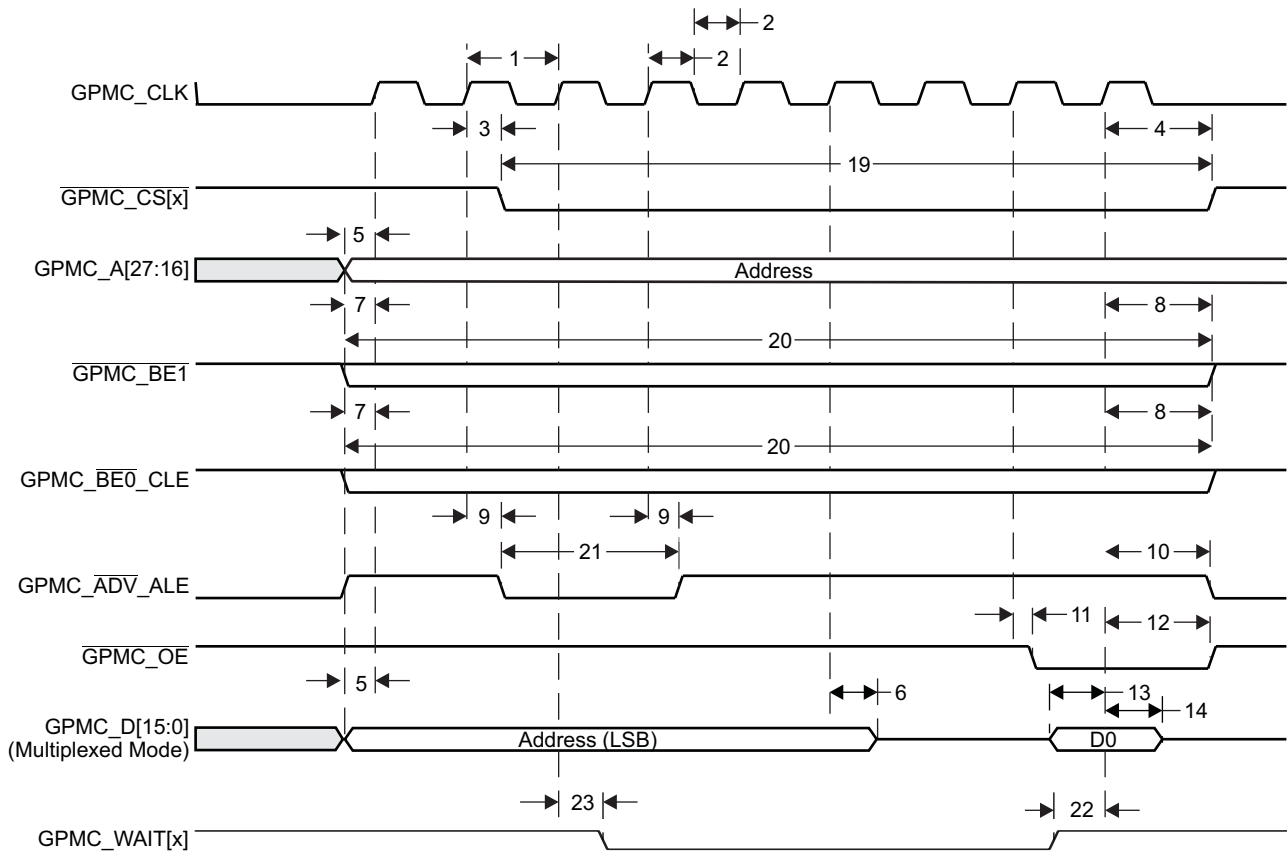 2
1
2
GPMC_CLK
3
4
19
GPMC_CS[x]
5
GPMC_A[27:16]
Address
7
8
20
GPMC_BE1
7
8
20
GPMC_BE0_CLE
9
9
21
10
GPMC_ADV_ALE
11
12
GPMC_OE
5
6
13
14
GPMC_D[15:0]
(Multiplexed Mode)
Address (LSB)
D0
23
22
GPMC_WAIT[x]